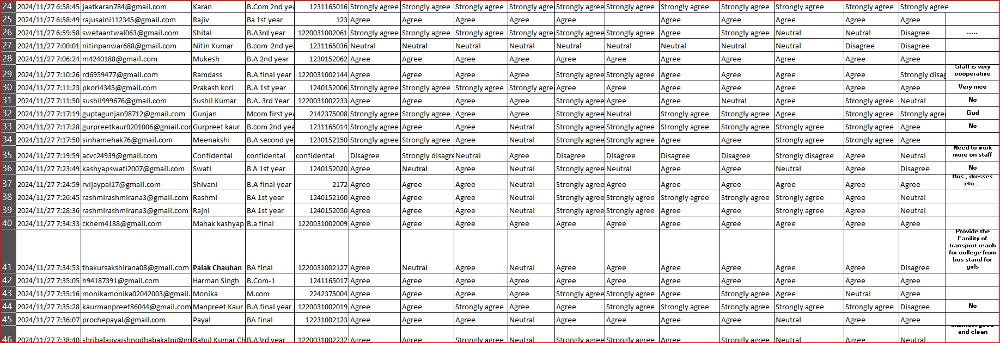 24 2024/11/27 6:58:45 jaatkaran784@gmail.com Karan B.Com 2nd yea 1231165016 Strongly agree Strongly agree Strongly agree Strongly agree Strongly agree Strongly agree Strongly agree Strongly agree Strongly agree Strongly agree Strongly agree
25 2024/11/27 6:58:49 rajusaini112345@gmail.com Rajiv Ba 1st year 123 Agree Agree Agree Agree Agree Agree Agree Agree Agree Agree
26 2024/11/27 6:59:58 swetaantwal063@gmail.com Shital B.A3rd year 1220031002061 Strongly agree Strongly agree Strongly agree Strongly agree Strongly agree Strongly agree Agree Strongly agree Neutral Neutral Disagree .....
27 2024/11/27 7:00:01 nitinpanwar688@gmail.com Nitin Kumar B.com 2nd yea 1231165036 Neutral Neutral Neutral Neutral Neutral Neutral Neutral Neutral Neutral Disagree Disagree
28 2024/11/27 7:06:24 m4240188@gmail.com Mukesh B.A 2nd year 1230152062 Agree Agree Agree Agree Agree Agree Agree Agree Agree Agree Agree
29 2024/11/27 7:10:26 rd6959477@gmail.com Ramdass B.A final year 1220031002144 Agree Agree Agree Agree Strongly agree Strongly agree Agree Agree Agree Agree Strongly disag Staff is very
cooperative
30 2024/11/27 7:11:23 pkori4345@gmail.com Prakash kori B.A 1st year 1240152006 Strongly agree Strongly agree Strongly agree Strongly agree Agree Agree Agree Agree Agree Agree Agree Very nice
31 2024/11/27 7:11:50 sushil999676@gmail.com Sushil Kumar B.A. 3rd Year 1220031002233 Agree Agree Agree Agree Strongly agree Agree Agree Neutral Agree Strongly agree Neutral No
32 2024/11/27 7:17:19 guptagunjan98712@gmail.com Gunjan Mcom first yea 2142375008 Strongly agree Strongly agree Agree Agree Strongly agree Neutral Strongly agree Strongly agree Agree Strongly agree Strongly agree Gud
33 2024/11/27 7:17:28 gurpreetkaur0201006@gmail.com Gurpreet kaur B.com 2nd yea 1231165014 Strongly agree Agree Agree Neutral Strongly agree Strongly agree Strongly agree Strongly agree Strongly agree Strongly agree Agree No
34 2024/11/27 7:17:50 sinhamehak76@gmail.com Meenakshi B.A second ye 1230152150 Strongly agree Strongly agree Agree Neutral Strongly agree Strongly agree Agree Agree Strongly agree Strongly agree Agree
35 2024/11/27 7:19:59 acvc24939@gmail.com Confidental confidental confidental Disagree Strongly disagre Neutral Agree Disagree Disagree Disagree Disagree Strongly disagree Agree Neutral Need to work
more on staff
36 2024/11/27 7:23:49 kashyapswati2007@gmail.com Swati B A 1st year 1240152020 Agree Neutral Agree Agree Strongly agree Neutral Agree Agree Neutral Agree Disagree No
37 2024/11/27 7:24:59 rvijaypal17@gmail.com Shivani B.A final year 2172 Agree Agree Agree Neutral Strongly agree Agree Agree Agree Agree Agree Agree Bus , dresses
etc...
38 2024/11/27 7:26:45 rashmirashmirana3@gmail.com Rashmi BA 1st year 1240152160 Agree Agree Agree Neutral Strongly agree Strongly agree Strongly agree Strongly agree Strongly agree Agree Neutral
39 2024/11/27 7:28:36 rashmirashmirana3@gmail.com Rajni BA 1st year 1240152050 Agree Agree Agree Neutral Strongly agree Strongly agree Agree Agree Strongly agree Agree Neutral
40 2024/11/27 7:34:33 ckhem4188@gmail.com Mahak kashyap B.a final 1220031002009 Agree Agree Agree Agree Agree Agree Agree Agree Agree Agree Agree
Provide the
Facility of
transport reach
for college from
bus stand for
girls
41 2024/11/27 7:34:53 thakursakshirana08@gmail.com Palak Chauhan BA final 1220031002127 Agree Neutral Agree Neutral Agree Agree Agree Agree Agree Agree Disagree
42 2024/11/27 7:35:05 h94187391@gmail.com Harman Singh B.Com-1 1241165017 Agree Agree Agree Agree Agree Agree Agree Agree Agree Agree Agree
43 2024/11/27 7:35:16 monikamonika02042003@gmail. Monika M.com 2242375004 Agree Agree Agree Agree Strongly agree Strongly agree Agree Strongly agree Agree Neutral Agree
44 2024/11/27 7:35:28 kaurmanpreet86044@gmail.com Manpreet Kaur B.A final year 1220031002019 Agree Agree Strongly agree Agree Agree Strongly agree Strongly agree Strongly agree Strongly agree Strongly agree Disagree No
45 2024/11/27 7:36:07 prochepayal@gmail.com Payal BA final 12231002123 Agree Agree Agree Neutral Agree Agree Agree Agree Neutral Agree Agree
maintain good
and clean
46 2024/11/27 7:38:40 shribalajivaishnodhabakalpi@gm Rahul Kumar Ch B.A3rd year 1220031002232 Agree Agree Strongly agree Neutral Agree Strongly agree Agree Strongly agree Neutral Agree Neutral